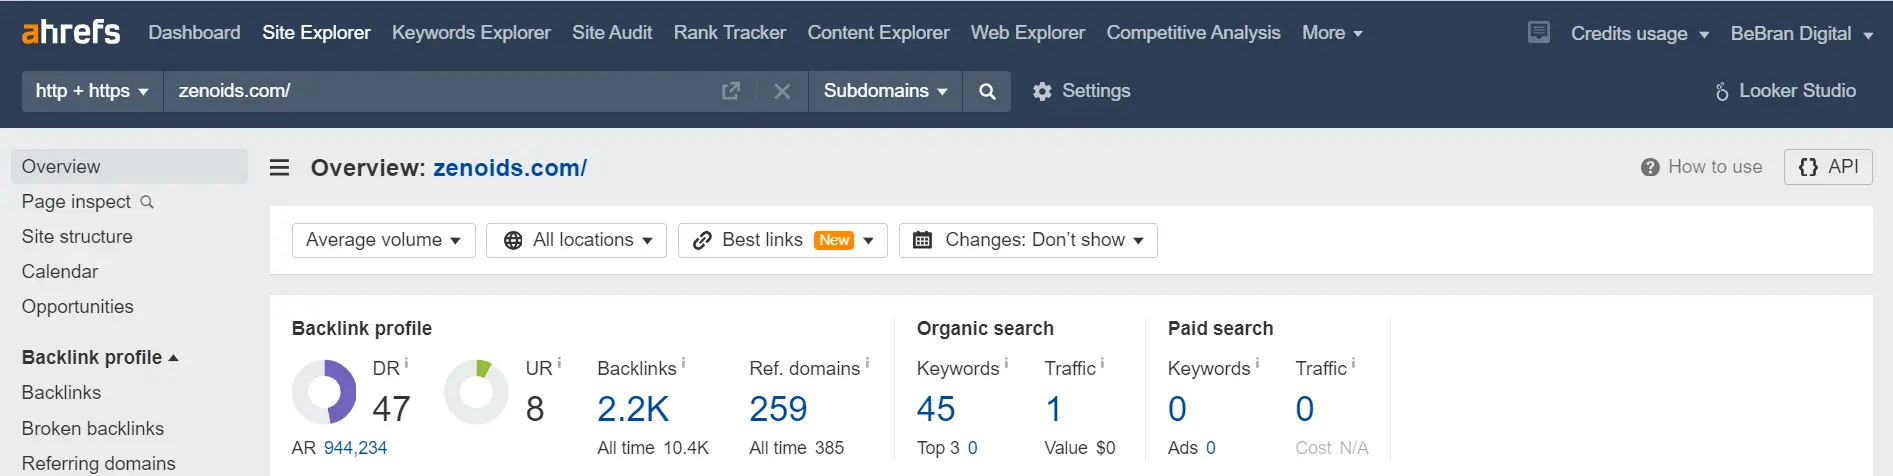 ahrefs Dashboard Site Explorer Keywords Explorer Site Audit Rank Tracker Content Explorer Web Explorer Competitive Analysis More Credits usage BeBran Digital
http + https zenoids.com/ Subdomains Settings Looker Studio
Overview
Page inspect
Site structure
Calendar
Opportunities
Backlink profile
Backlinks
Broken backlinks
Referring domains
Overview: zenoids.com/ How to use {} API
Average volume All locations Best links New Changes: Don’t show
Backlink profile
DR i UR i Backlinks i Ref. domains i
47 8 2.2K 259
AR 944,234 All time 10.4K All time 385
Organic search
Keywords i Traffic i
45 1
Top 3 0 Value $0
Paid search
Keywords i Traffic i
0 0
Ads 0 Cost N/A